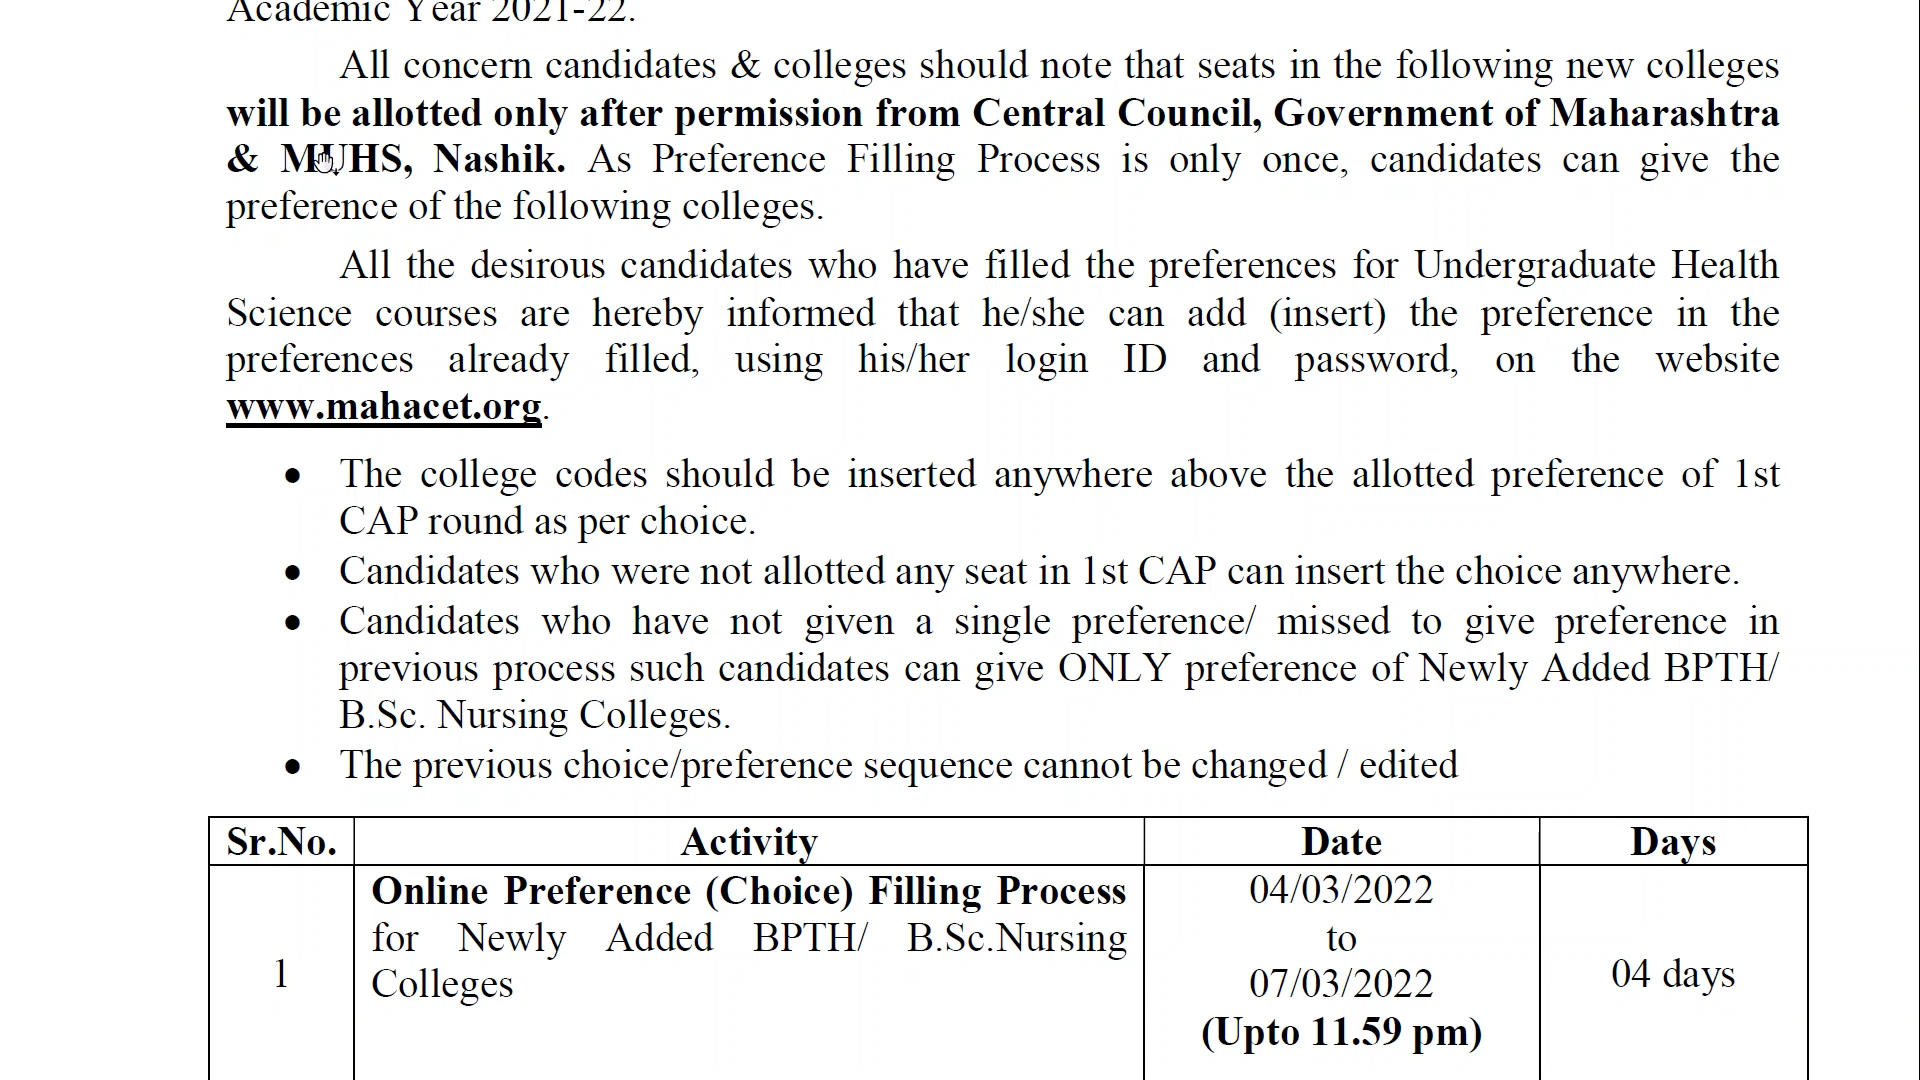 Academic Year 2021-22.
All concern candidates & colleges should note that seats in the following new colleges
will be allotted only after permission from Central Council, Government of Maharashtra
& MUHS, Nashik. As Preference Filling Process is only once, candidates can give the
preference of the following colleges.
All the desirous candidates who have filled the preferences for Undergraduate Health
Science courses are hereby informed that he/she can add (insert) the preference in the
preferences already filled, using his/her login ID and password, on the website
www.mahacet.org.
• The college codes should be inserted anywhere above the allotted preference of 1st
CAP round as per choice.
• Candidates who were not allotted any seat in 1st CAP can insert the choice anywhere.
• Candidates who have not given a single preference/ missed to give preference in
previous process such candidates can give ONLY preference of Newly Added BPTH/
B.Sc. Nursing Colleges.
• The previous choice/preference sequence cannot be changed / edited
Sr.No. Activity Date Days
1
Online Preference (Choice) Filling Process
for Newly Added BPTH/ B.Sc.Nursing
Colleges
04/03/2022
to
07/03/2022
(Upto 11.59 pm)
04 days